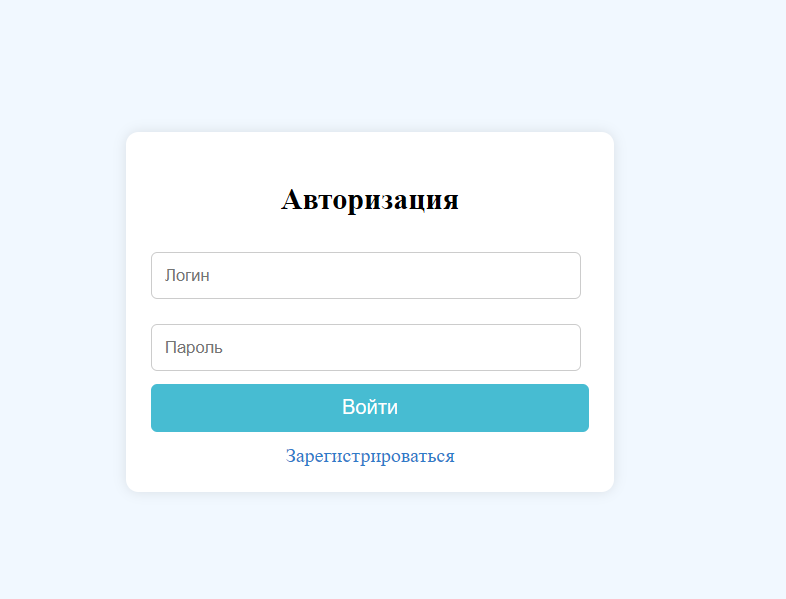 Авторизация
Логин
Пароль
Войти
Зарегистрироваться